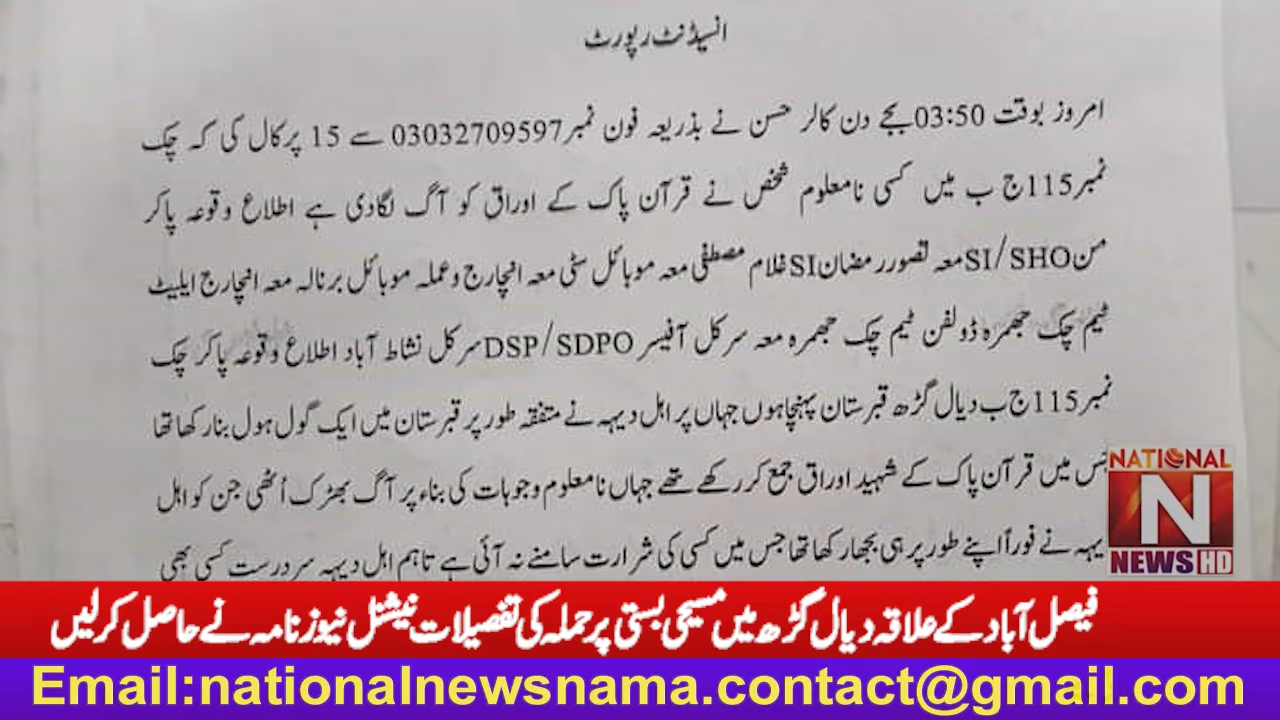 انسیڈنٹ رپورٹ
امروز بوقت 03:50 بجے دن کالر حسن نے بذریعہ فون نمبر 03032709597 سے 15 پر کال کی کہ چک
نمبر 115 ج ب میں کسی نامعلوم شخص نے قرآن پاک کے اوراق کو آگ لگادی ہے اطلاع وقوعہ پاکر
من SI/SHO معہ تصور رمضان SI غلام مصطفی معہ موبائل سٹی معہ انچارج و عملہ موبائل برنالہ معہ انچارج ایلیٹ
ٹیم چک جھمرہ ڈولفن ٹیم چک جھمرہ معہ سرکل آفیسر DSP/SDPO سرکل نشاط آباد اطلاع وقوعہ پاکر چک
نمبر 115 ج ب دیال گڑھ قبرستان پہنچا ہوں جہاں پر اہل دیہہ نے متفقہ طور پر قبرستان میں ایک گول ہول بنا رکھا تھا
جس میں قرآن پاک کے شہید اوراق جمع کر رکھے تھے جہاں نامعلوم وجوہات کی بناء پر آگ بھڑک اُٹھی جن کو اہل
دیہہ نے فوراً اپنے طور پر ہی بجھا رکھا تھا جس میں کسی کی شرارت سامنے نہ آئی ہے تاہم اہل دیہہ سردرست کسی بھی
NATIONAL
N
NEWS HD
فیصل آباد کے علاقہ دیال گڑھ میں مسیحی بستی پر حملہ کی تفصیلات نیشنل نیوز نامہ نے حاصل کرلیں
Email:nationalnewsnama.contact@gmail.com